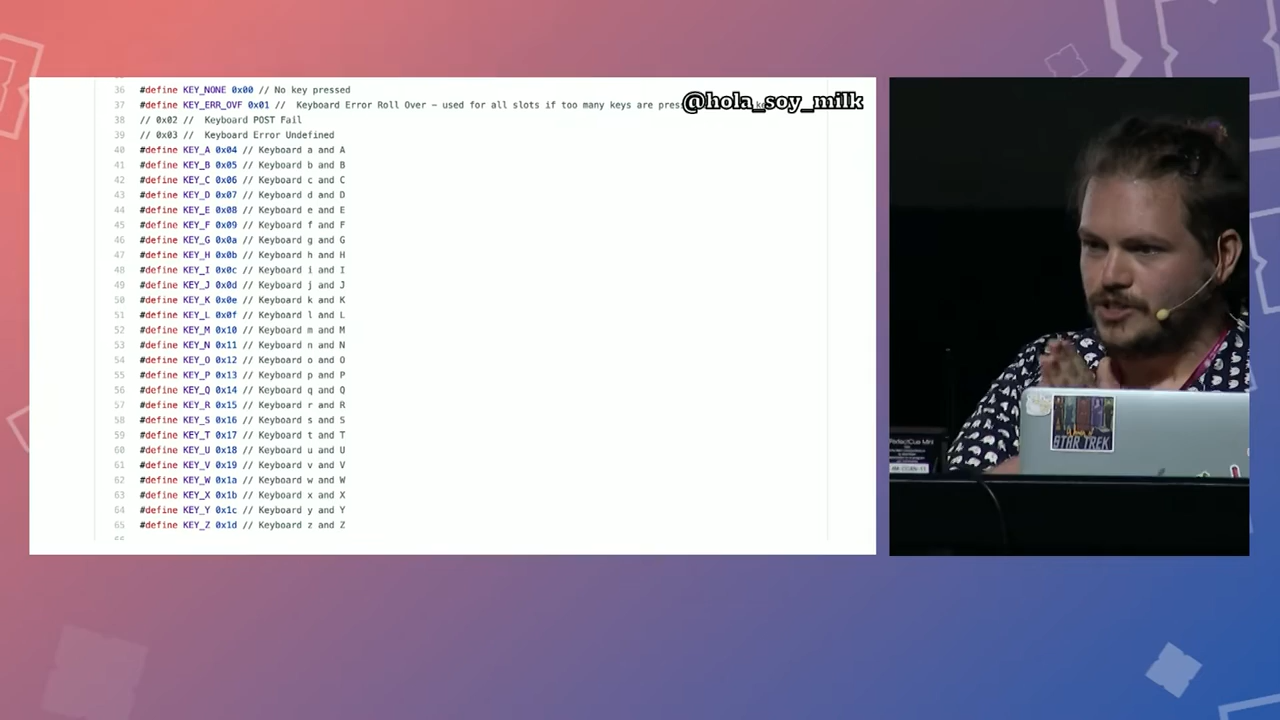 36 #define KEY_NONE 0x00 // No key pressed
37 #define KEY_ERR_OVF 0x01 //  Keyboard Error Roll Over - used for all slots if too many keys are pres
@hola_soy_milk
38 // 0x02 //  Keyboard POST Fail
39 // 0x03 //  Keyboard Error Undefined
40 #define KEY_A 0x04 // Keyboard a and A
41 #define KEY_B 0x05 // Keyboard b and B
42 #define KEY_C 0x06 // Keyboard c and C
43 #define KEY_D 0x07 // Keyboard d and D
44 #define KEY_E 0x08 // Keyboard e and E
45 #define KEY_F 0x09 // Keyboard f and F
46 #define KEY_G 0x0a // Keyboard g and G
47 #define KEY_H 0x0b // Keyboard h and H
48 #define KEY_I 0x0c // Keyboard i and I
49 #define KEY_J 0x0d // Keyboard j and J
50 #define KEY_K 0x0e // Keyboard k and K
51 #define KEY_L 0x0f // Keyboard l and L
52 #define KEY_M 0x10 // Keyboard m and M
53 #define KEY_N 0x11 // Keyboard n and N
54 #define KEY_O 0x12 // Keyboard o and O
55 #define KEY_P 0x13 // Keyboard p and P
56 #define KEY_Q 0x14 // Keyboard q and Q
57 #define KEY_R 0x15 // Keyboard r and R
58 #define KEY_S 0x16 // Keyboard s and S
59 #define KEY_T 0x17 // Keyboard t and T
60 #define KEY_U 0x18 // Keyboard u and U
61 #define KEY_V 0x19 // Keyboard v and V
62 #define KEY_W 0x1a // Keyboard w and W
63 #define KEY_X 0x1b // Keyboard x and X
64 #define KEY_Y 0x1c // Keyboard y and Y
65 #define KEY_Z 0x1d // Keyboard z and Z
STAR TREK
PerfectCue Mini